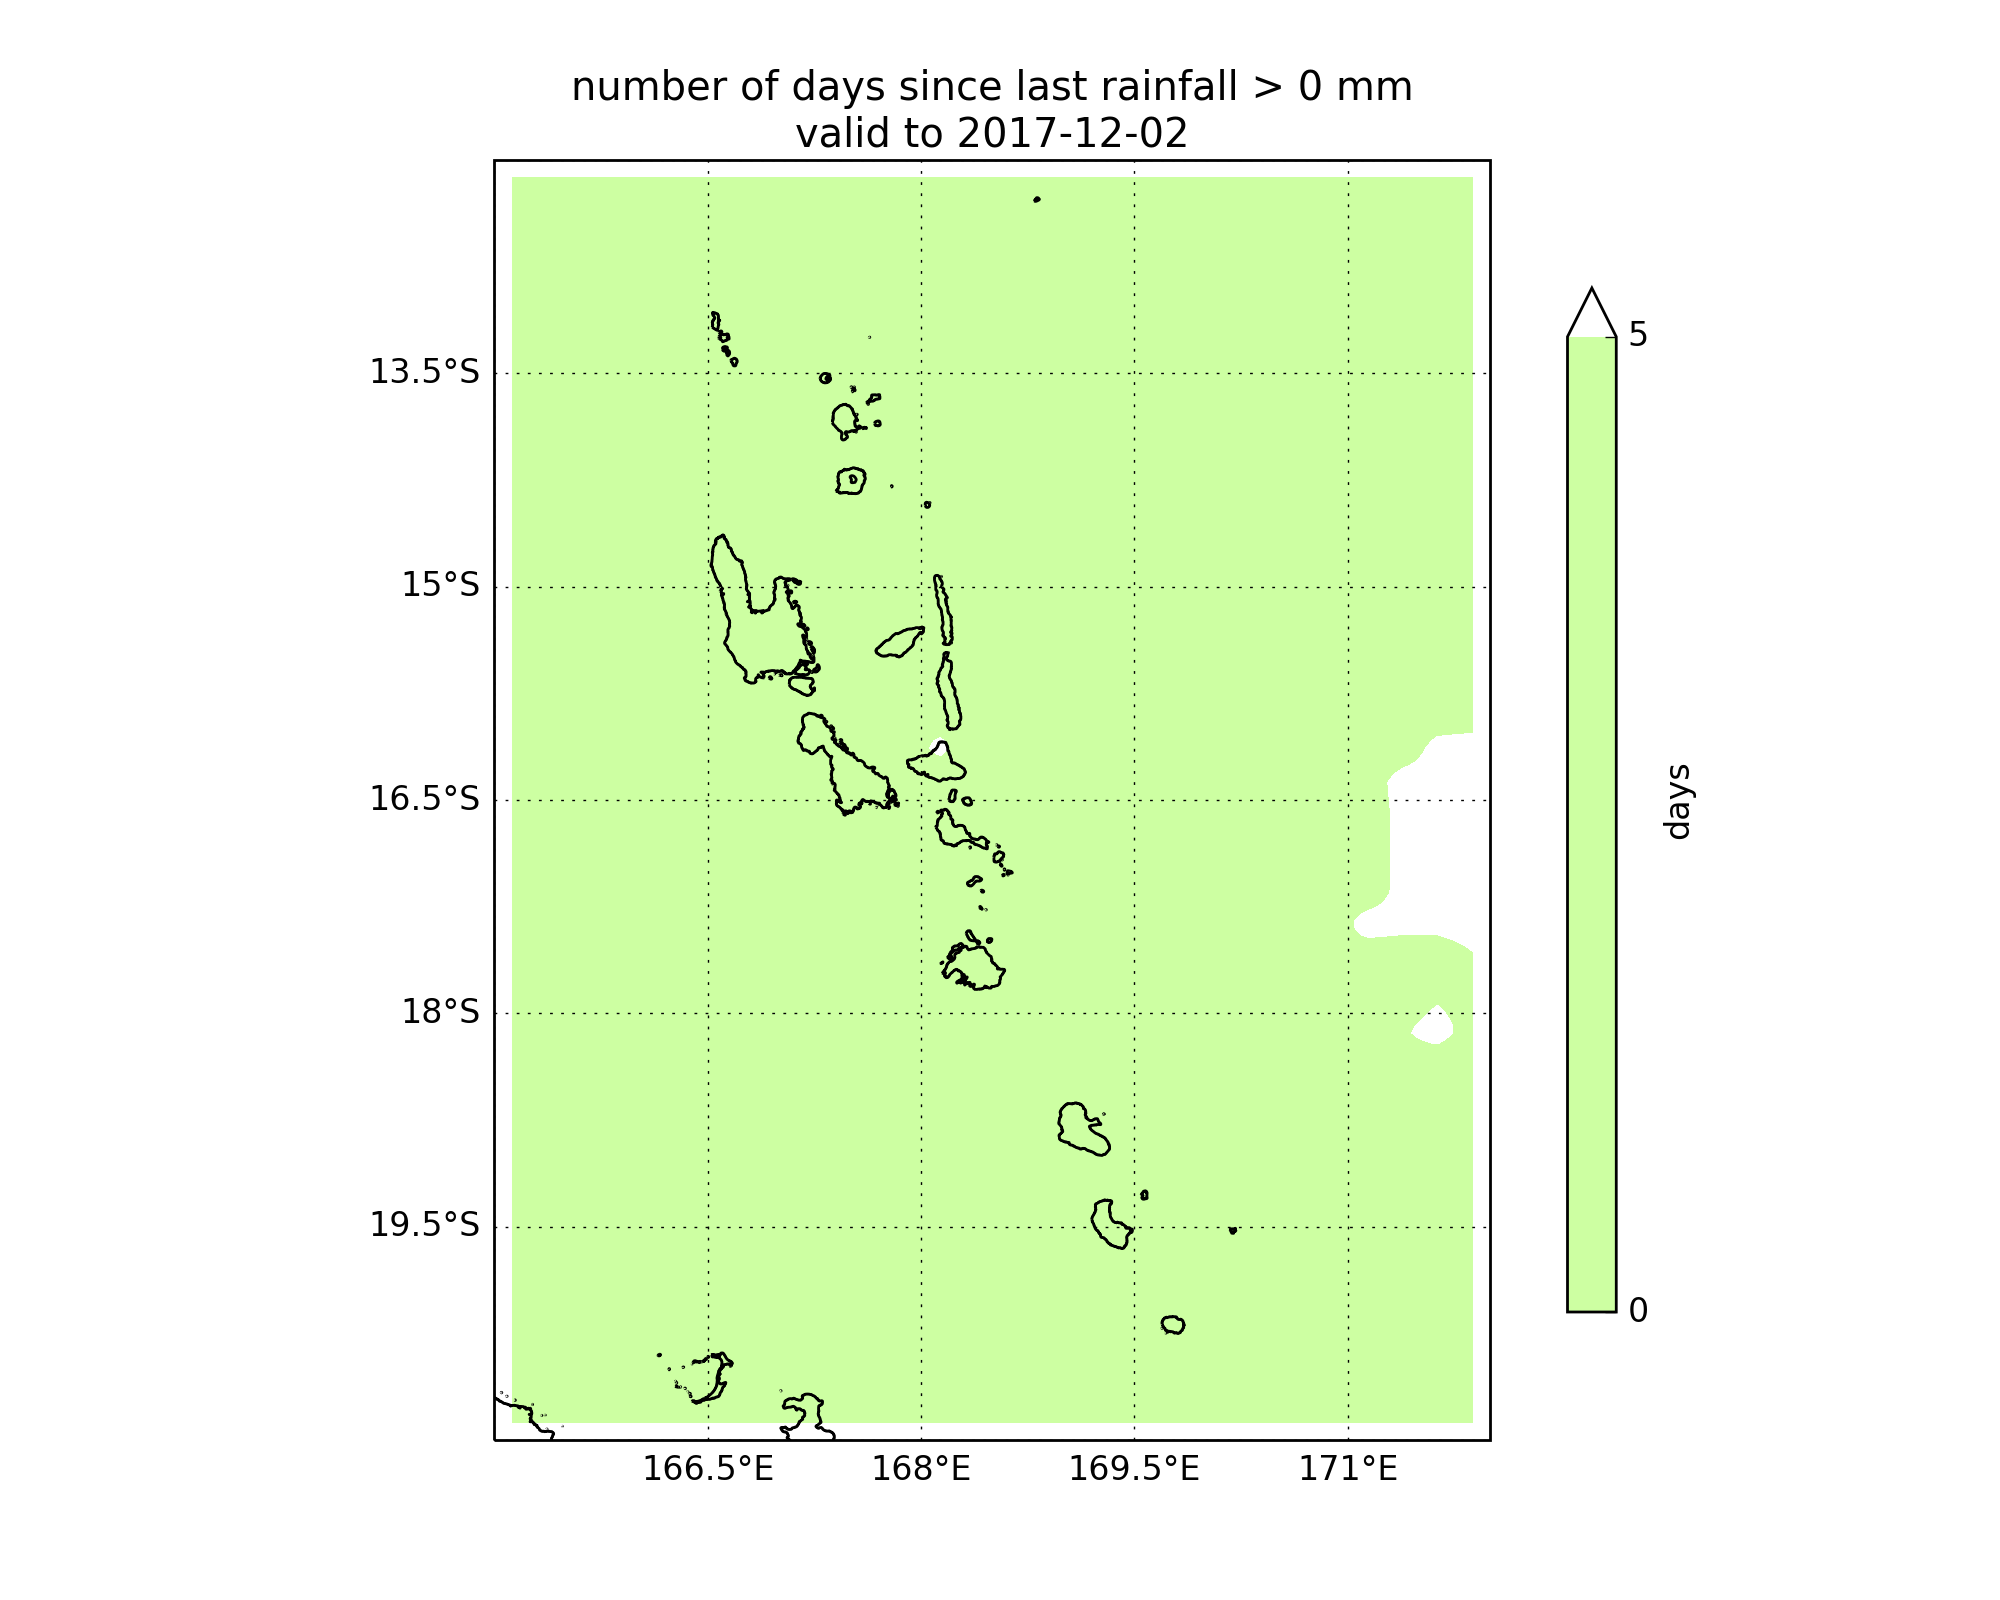 number of days since last rainfall > 0 mm
valid to 2017-12-02
13.5°S
15°S
16.5°S
18°S
19.5°S
166.5°E
168°E
169.5°E
171°E
5
0
days